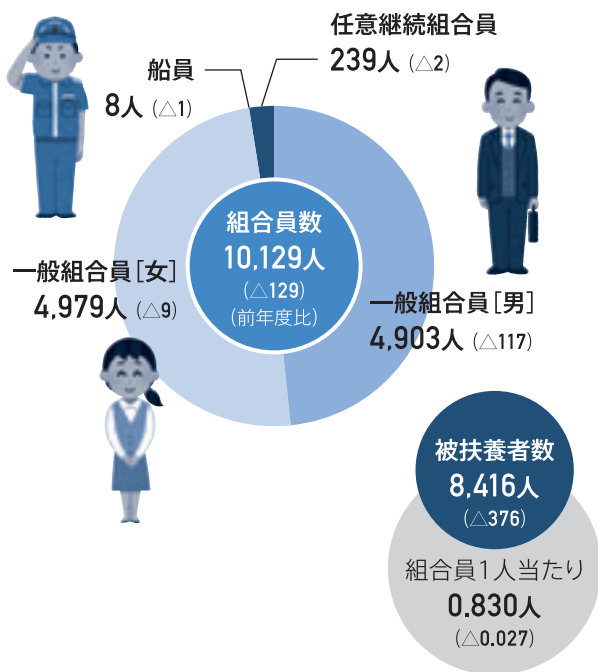 任意継続組合員
239人（△2）
船員
8人（△1）
組合員数
10,129人
（△129）
（前年度比）
一般組合員［女］
4,979人（△9）
一般組合員［男］
4,903人（△117）
被扶養者数
8,416人
（△376）
組合員1人当たり
0.830人
（△0.027）